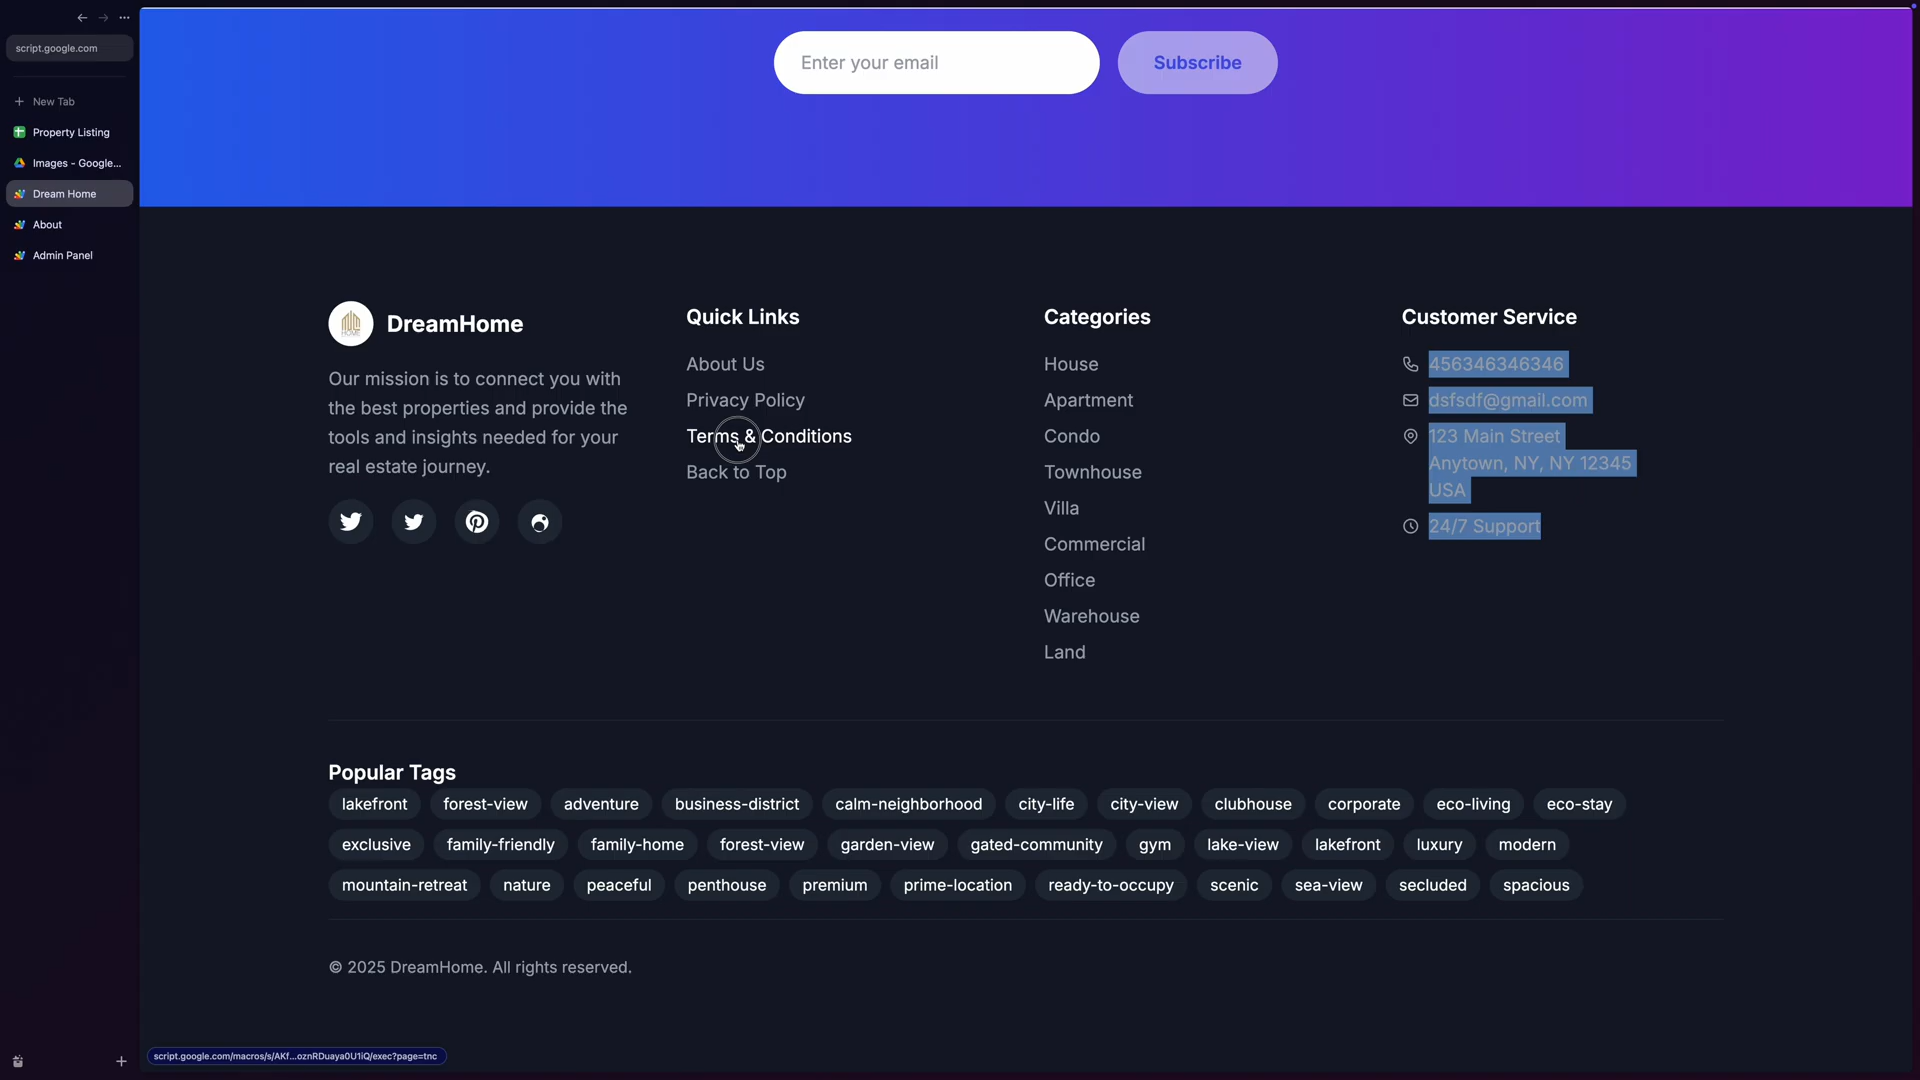 script.google.com
New Tab
Property Listing
Images - Google...
Dream Home
About
Admin Panel
Enter your email
Subscribe
DreamHome
Our mission is to connect you with
the best properties and provide the
tools and insights needed for your
real estate journey.
Quick Links
About Us
Privacy Policy
Terms & Conditions
Back to Top
Categories
House
Apartment
Condo
Townhouse
Villa
Commercial
Office
Warehouse
Land
Customer Service
456346346346
dsfsdf@gmail.com
123 Main Street
Anytown, NY, NY 12345
USA
24/7 Support
Popular Tags
lakefront forest-view adventure business-district calm-neighborhood city-life city-view clubhouse corporate eco-living eco-stay
exclusive family-friendly family-home forest-view garden-view gated-community gym lake-view lakefront luxury modern
mountain-retreat nature peaceful penthouse premium prime-location ready-to-occupy scenic sea-view secluded spacious
© 2025 DreamHome. All rights reserved.
script.google.com/macros/s/AKf...oznRDuaya0U1iQ/exec?page=tnc